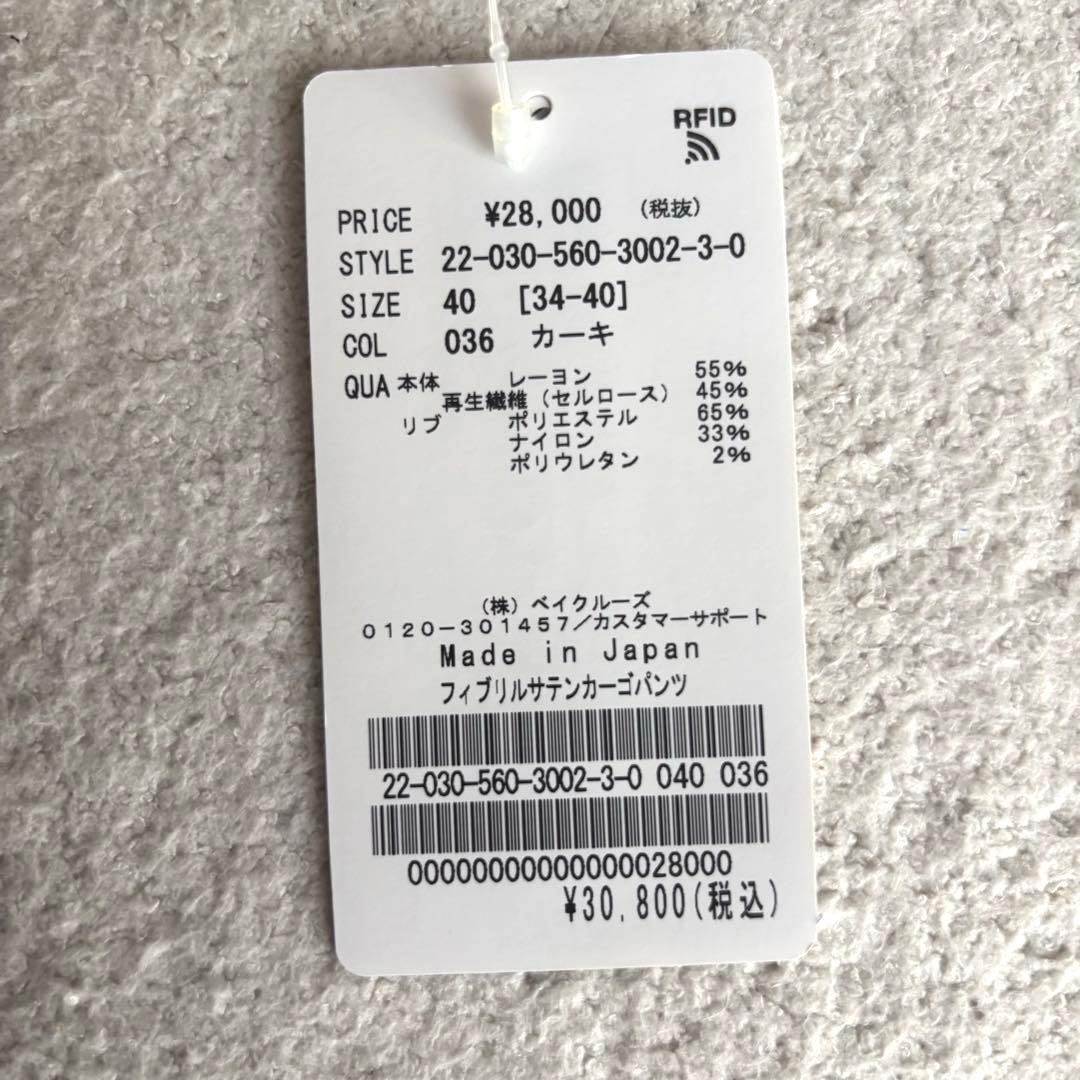 RFID
PRICE ¥28,000 (税抜)
STYLE 22-030-560-3002-3-0
SIZE 40 [34-40]
COL 036 カーキ
QUA 本体 レーヨン 55%
再生繊維(セルロース) 45%
リブ ポリエステル 65%
ナイロン 33%
ポリウレタン 2%
(株)ベイクルーズ
0120-301457/カスタマーサポート
Made in Japan
フィブリルサテンカーゴパンツ
22-030-560-3002-3-0 040 036
00000000000000028000
¥30,800(税込)